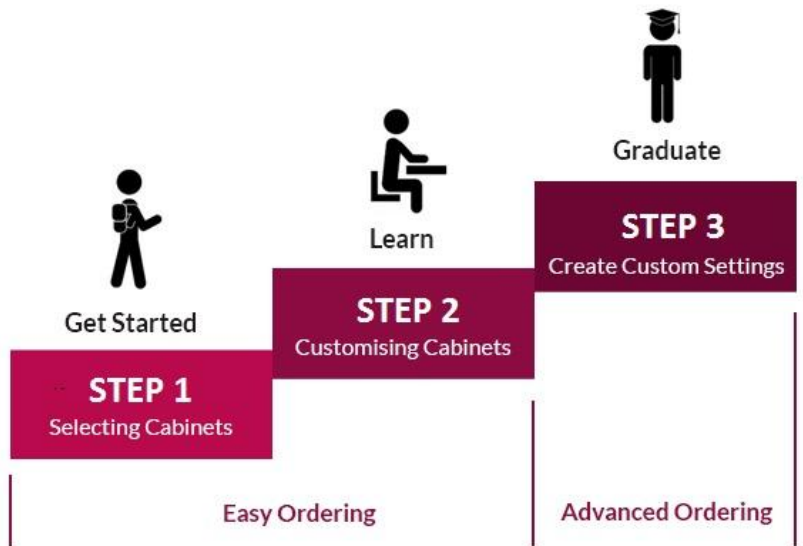 Graduate
STEP 3
Create Custom Settings
Learn
STEP 2
Customising Cabinets
Get Started
STEP 1
Selecting Cabinets
Easy Ordering
Advanced Ordering